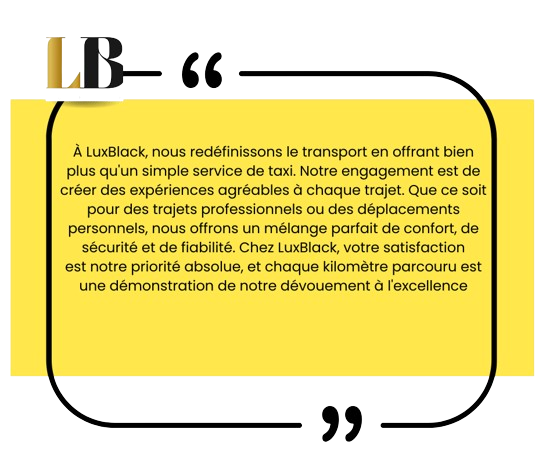 LB
“
À LuxBlack, nous redéfinissons le transport en offrant bien
plus qu'un simple service de taxi. Notre engagement est de
créer des expériences agréables à chaque trajet. Que ce soit
pour des trajets professionnels ou des déplacements
personnels, nous offrons un mélange parfait de confort, de
sécurité et de fiabilité. Chez LuxBlack, votre satisfaction
est notre priorité absolue, et chaque kilomètre parcouru est
une démonstration de notre dévouement à l'excellence
”